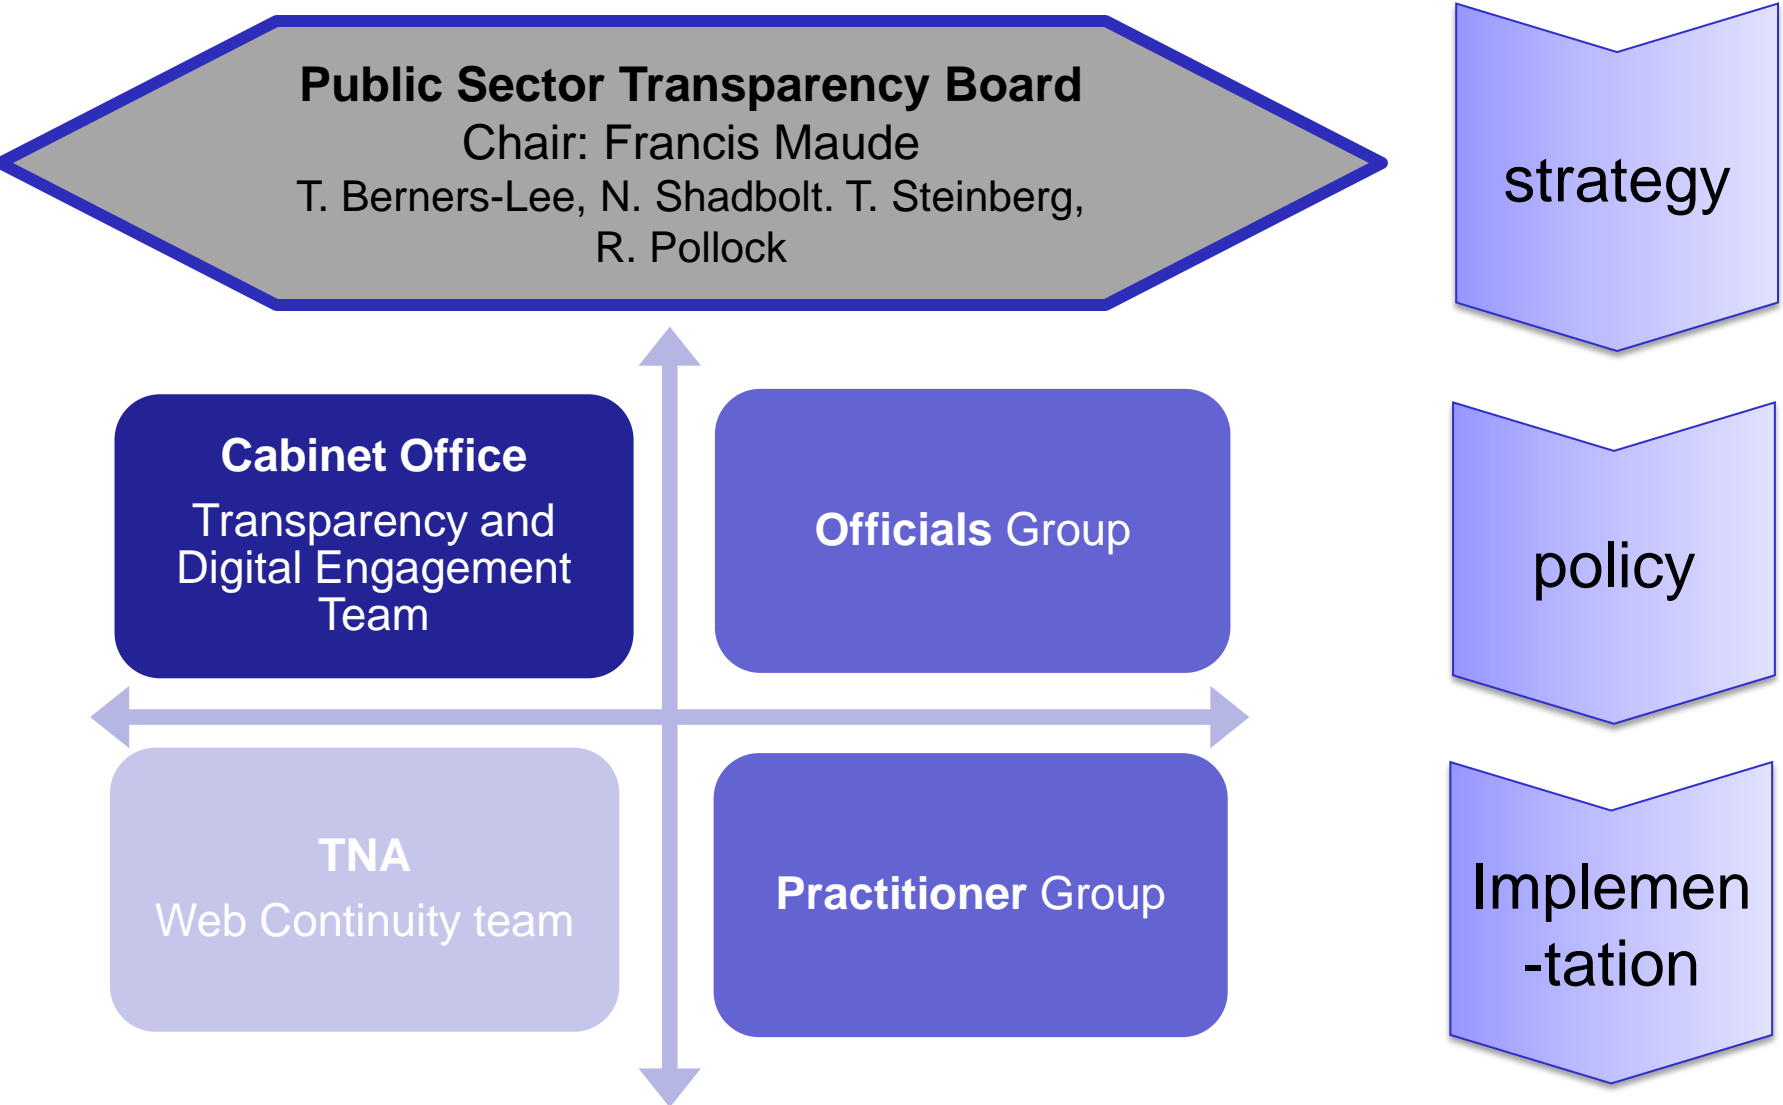 Public Sector Transparency Board
Chair: Francis Maude
T. Berners-Lee, N. Shadbolt. T. Steinberg,
R. Pollock
strategy
Cabinet Office
Transparency and
Digital Engagement
Team
Officials Group
policy
TNA
Web Continuity team
Practitioner Group
Implemen
-tation